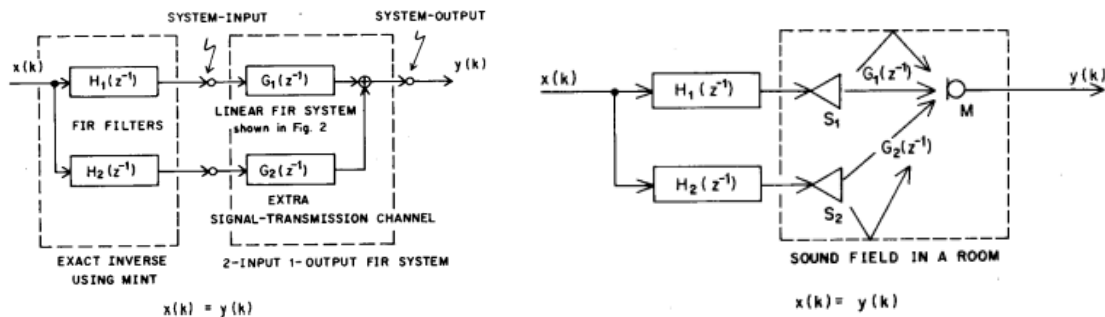 SYSTEM-INPUT
SYSTEM-OUTPUT
x(k)
H₁(z⁻¹)
G₁(z⁻¹)
y(k)
FIR FILTERS
LINEAR FIR SYSTEM
shown in Fig. 2
H₂(z⁻¹)
G₂(z⁻¹)
EXTRA
SIGNAL-TRANSMISSION CHANNEL
EXACT INVERSE
USING MINT
2-INPUT 1-OUTPUT FIR SYSTEM
x(k) = y(k)
x(k)
H₁(z⁻¹)
S₁
G₁(z⁻¹)
M
y(k)
H₂(z⁻¹)
S₂
G₂(z⁻¹)
SOUND FIELD IN A ROOM
x(k) = y(k)